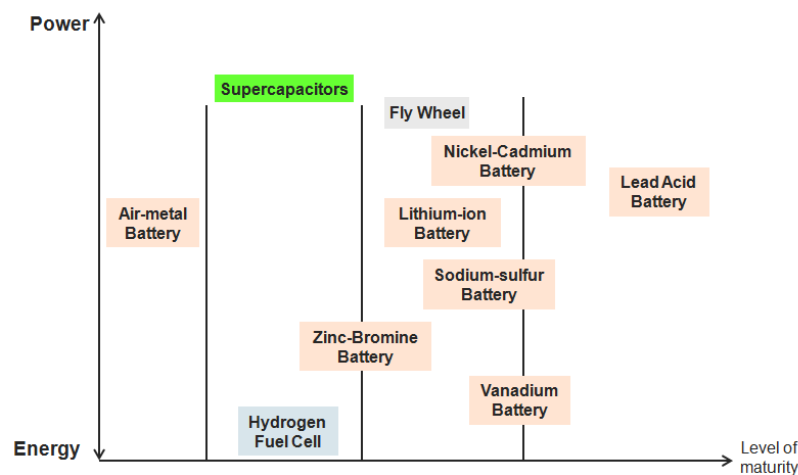 Power
Supercapacitors
Fly Wheel
Nickel-Cadmium
Battery
Lead Acid
Battery
Air-metal
Battery
Lithium-ion
Battery
Sodium-sulfur
Battery
Zinc-Bromine
Battery
Vanadium
Battery
Hydrogen
Fuel Cell
Energy
Level of
maturity